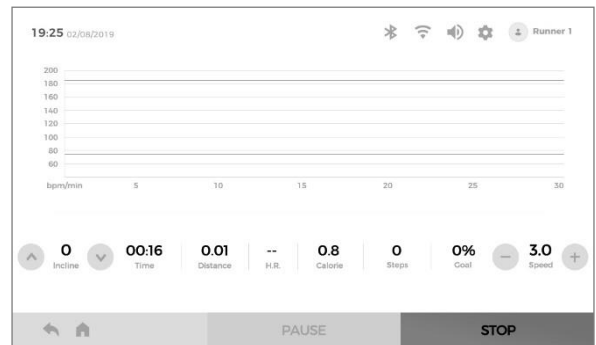 19:25 02/08/2019 Runner 1
200
180
160
140
120
100
80
60
bpm/min 5 10 15 20 25 30
0 00:16 0.01 -- 0.8 0 0% 3.0
Incline Time Distance H.R. Calorie Steps Goal Speed
PAUSE STOP